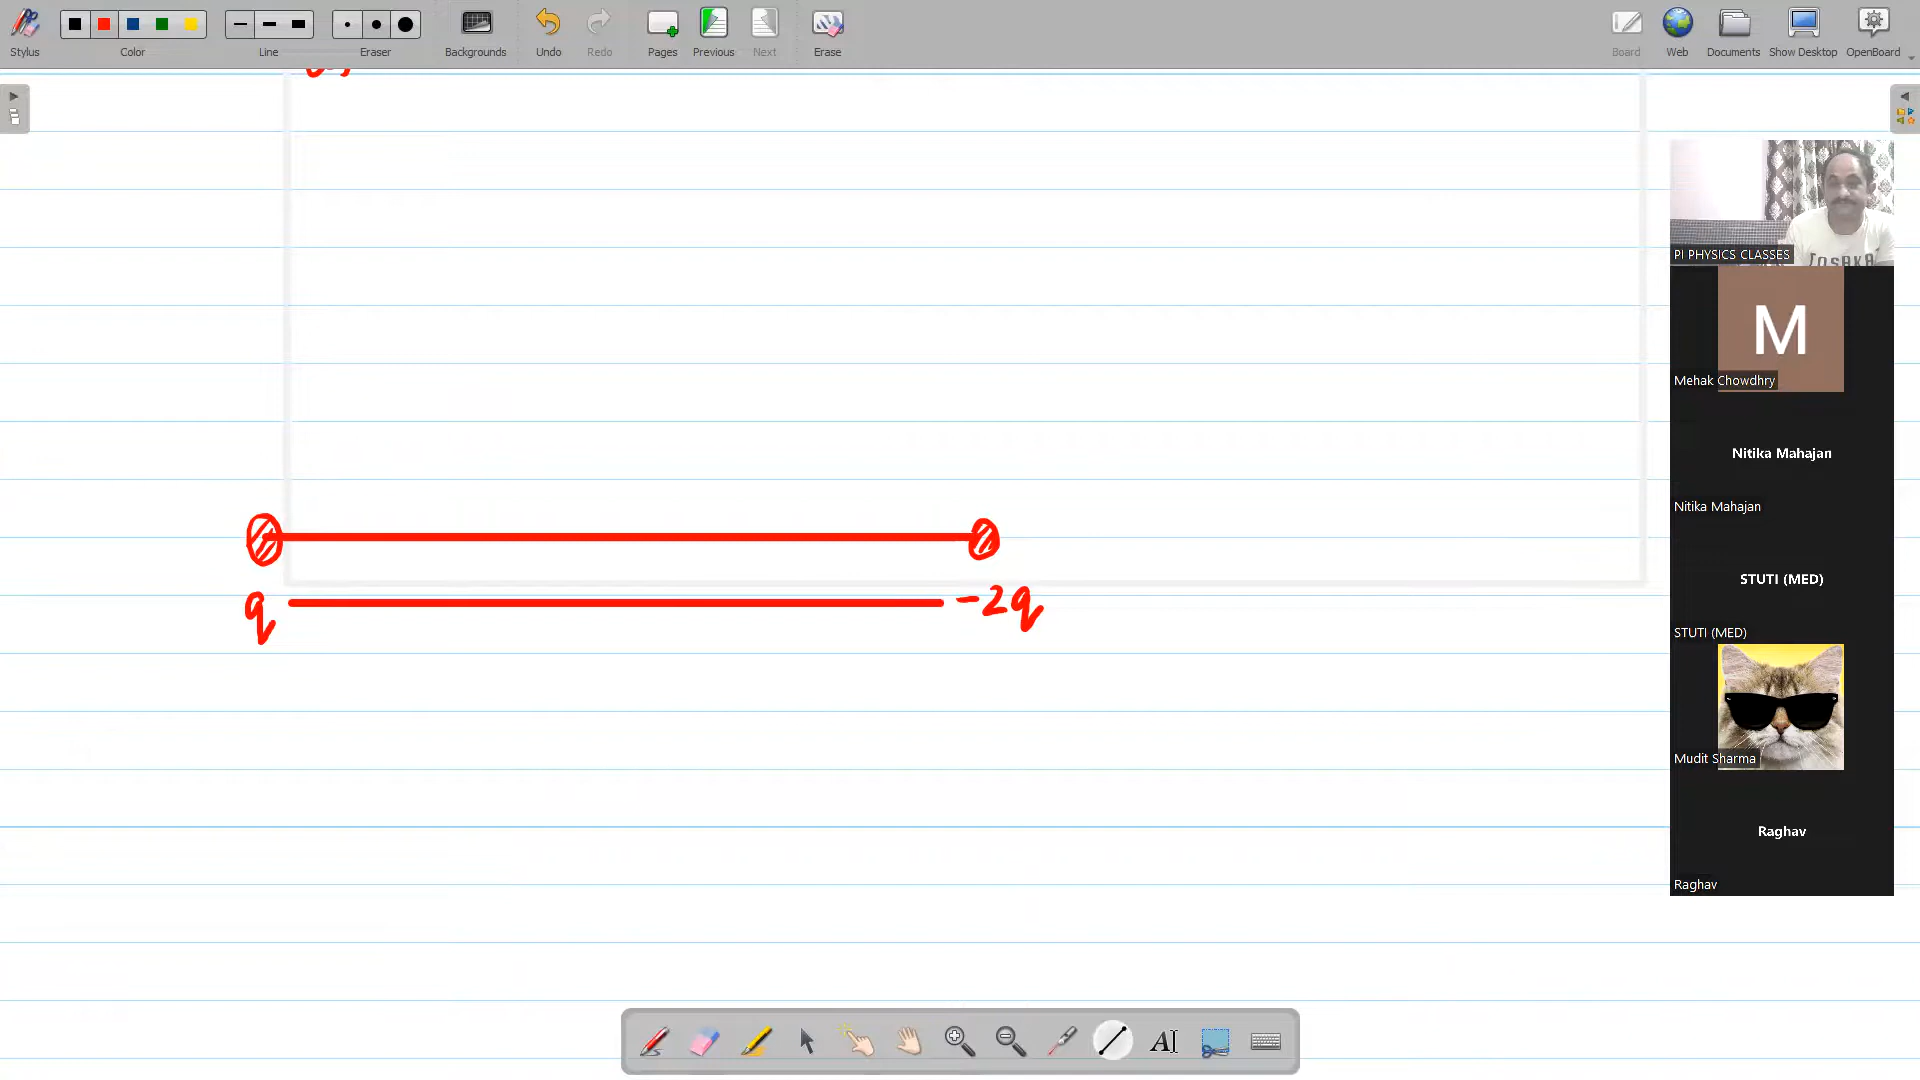 Stylus
Color
Line
Eraser
Backgrounds
Undo
Redo
Pages
Previous
Next
Erase
Board
Web
Documents
Show Desktop
OpenBoard
PI PHYSICS CLASSES
M
Mehak Chowdhry
Nitika Mahajan
Nitika Mahajan
q
-2q
STUTI (MED)
STUTI (MED)
Mudit Sharma
Raghav
Raghav
AI